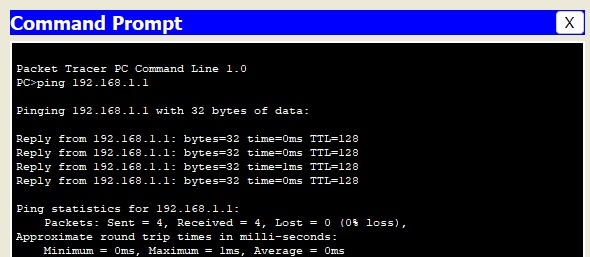 Command Prompt
X
Packet Tracer PC Command Line 1.0
PC>ping 192.168.1.1
Pinging 192.168.1.1 with 32 bytes of data:
Reply from 192.168.1.1: bytes=32 time=0ms TTL=128
Reply from 192.168.1.1: bytes=32 time=0ms TTL=128
Reply from 192.168.1.1: bytes=32 time=1ms TTL=128
Reply from 192.168.1.1: bytes=32 time=0ms TTL=128
Ping statistics for 192.168.1.1:
Packets: Sent = 4, Received = 4, Lost = 0 (0% loss),
Approximate round trip times in milli-seconds:
Minimum = 0ms, Maximum = 1ms, Average = 0ms